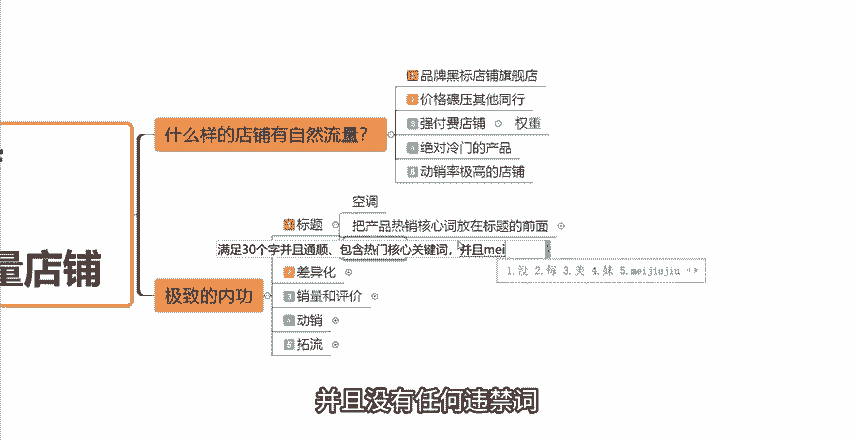 品牌黑标店铺旗舰店
价格碾压其他同行
什么样的店铺有自然流量？
强付费店铺 权重
绝对冷门的产品
动销率极高的店铺
空调
标题
把产品热销核心词放在标题的前面
满足30个字并且通顺、包含热门核心关键词，并且mei
量店铺
差异化
1.没 2.每 3.美 4.妹 5.meijiujiu
极致的内功
销量和评价
动销
拓流
并且没有任何违禁词